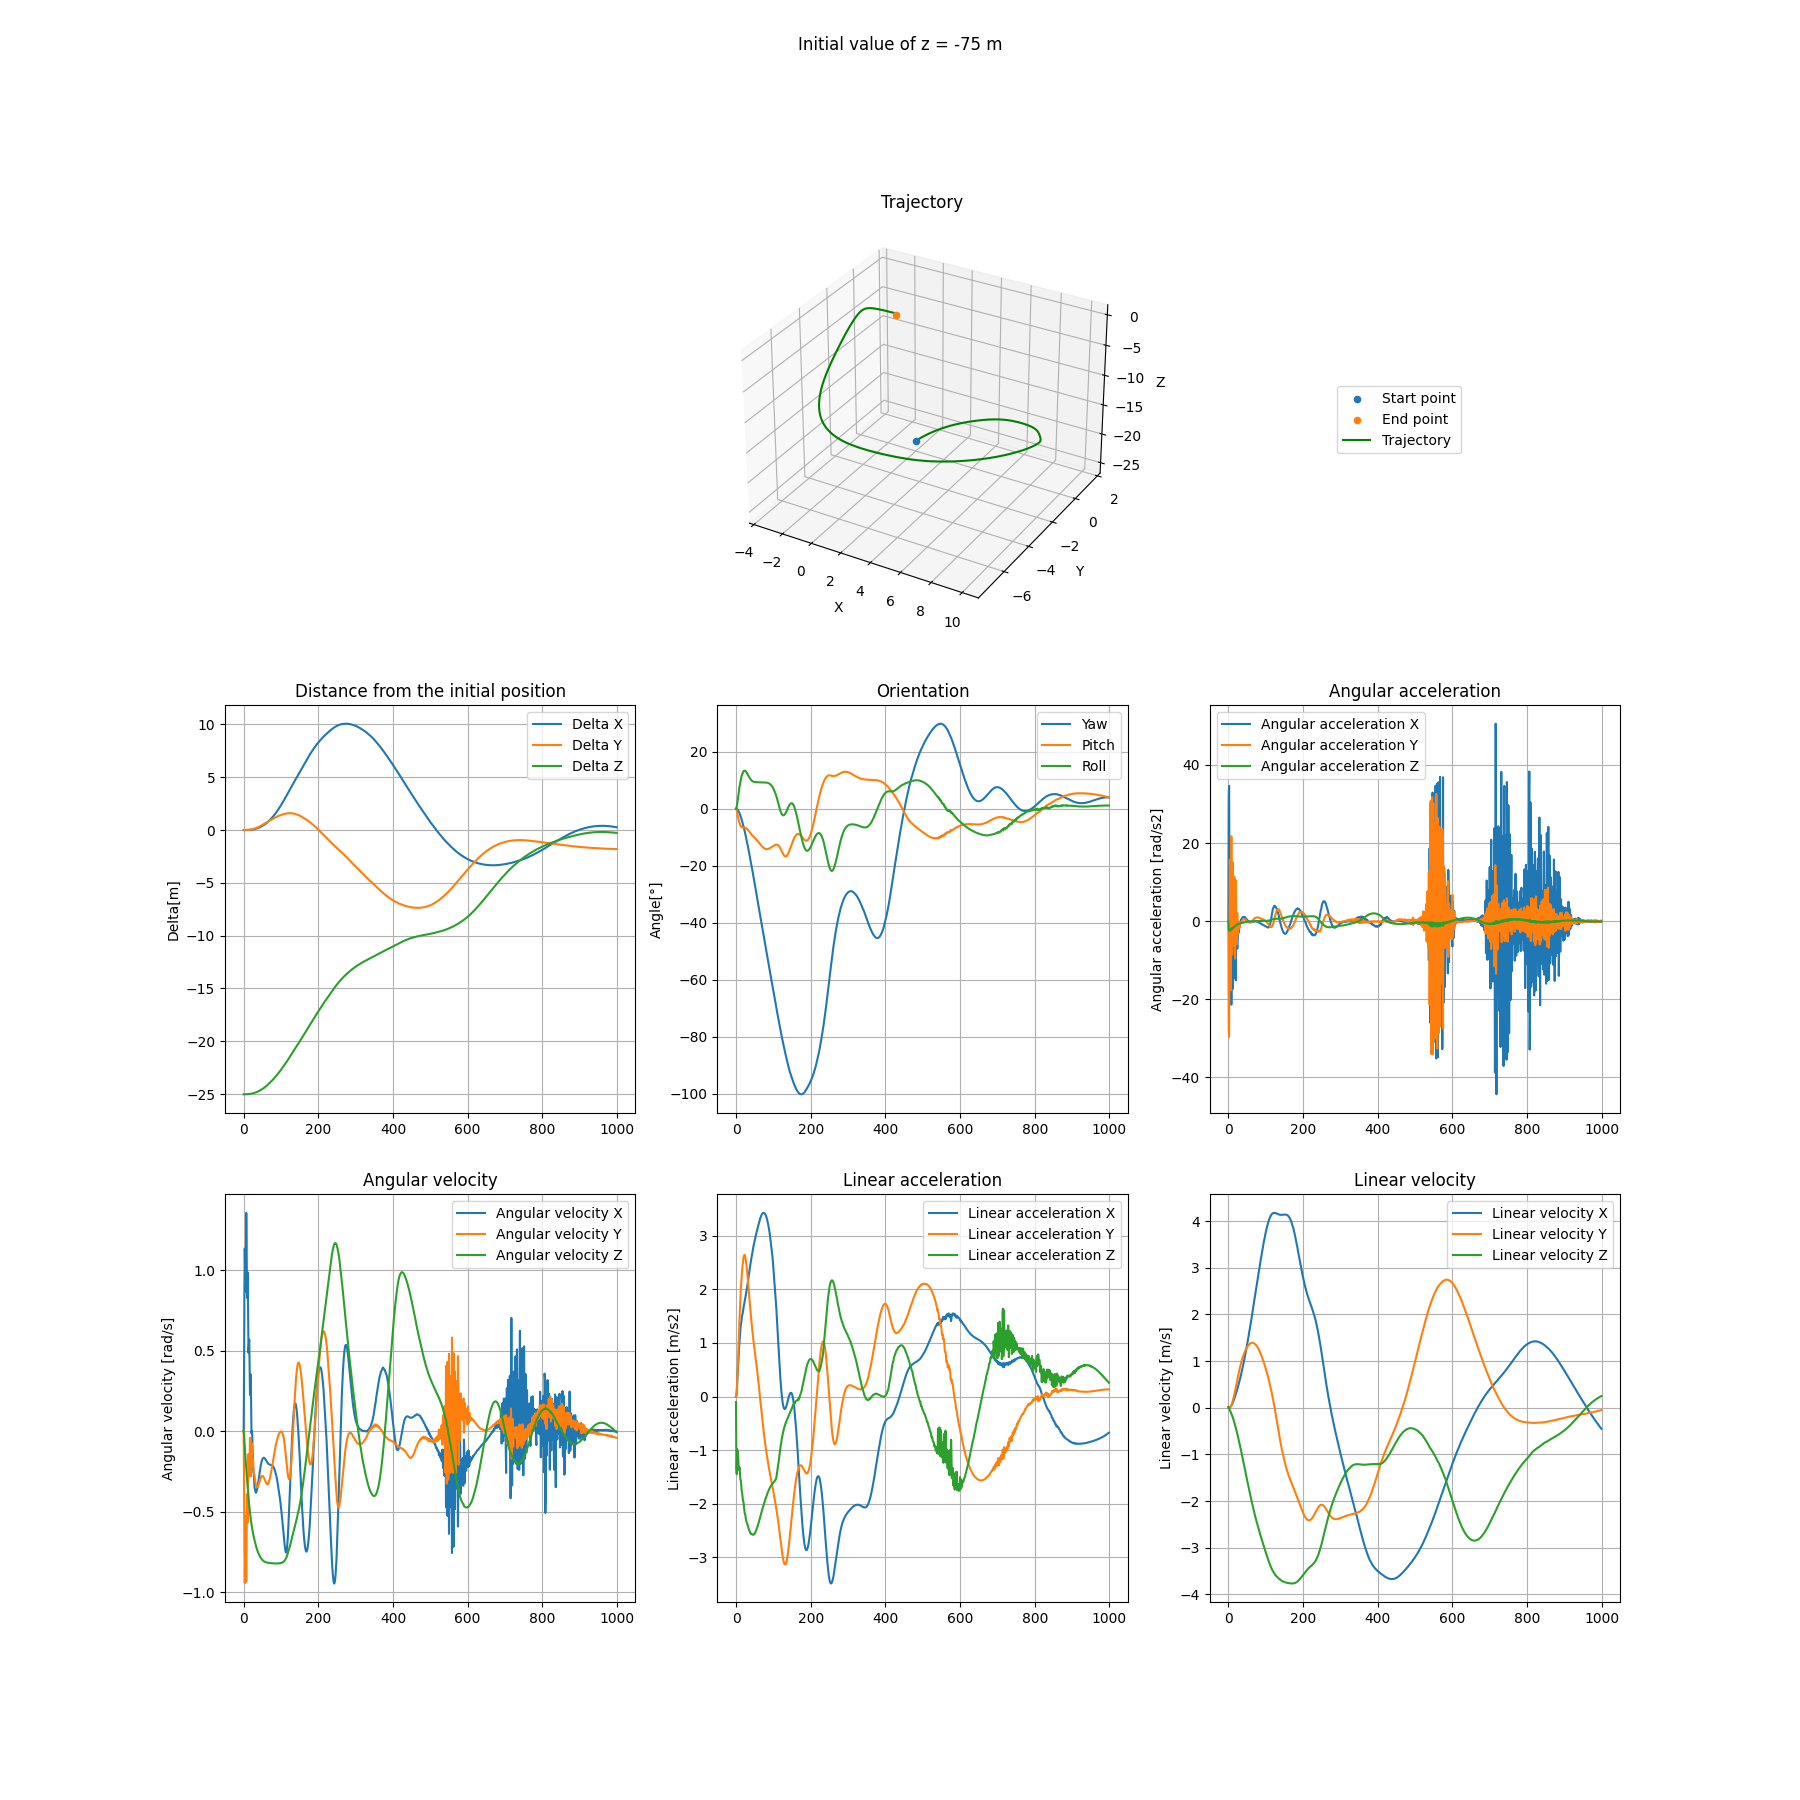 Initial value of z = -75 m
Trajectory
0
−5
−10
−15
−20
−25
Z
2
0
−2
−4
−6
Y
−4
−2
0
2
4
6
8
10
X
Start point
End point
Trajectory
Distance from the initial position
Delta X
Delta Y
Delta Z
10
5
0
−5
−10
−15
−20
−25
Delta[m]
0 200 400 600 800 1000
Orientation
Yaw
Pitch
Roll
20
0
−20
−40
−60
−80
−100
Angle[°]
0 200 400 600 800 1000
Angular acceleration
Angular acceleration X
Angular acceleration Y
Angular acceleration Z
40
20
0
−20
−40
Angular acceleration [rad/s2]
0 200 400 600 800 1000
Angular velocity
Angular velocity X
Angular velocity Y
Angular velocity Z
1.0
0.5
0.0
−0.5
−1.0
Angular velocity [rad/s]
0 200 400 600 800 1000
Linear acceleration
Linear acceleration X
Linear acceleration Y
Linear acceleration Z
3
2
1
0
−1
−2
−3
Linear acceleration [m/s2]
0 200 400 600 800 1000
Linear velocity
Linear velocity X
Linear velocity Y
Linear velocity Z
4
3
2
1
0
−1
−2
−3
−4
Linear velocity [m/s]
0 200 400 600 800 1000